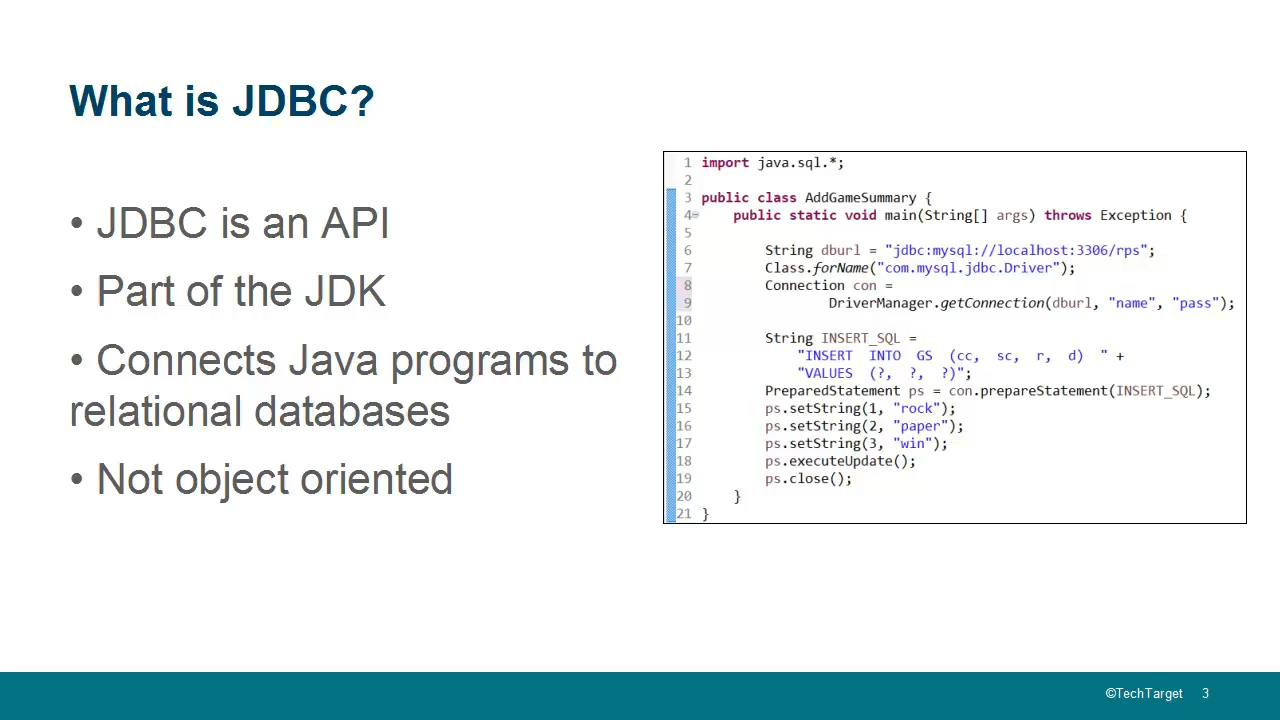 What is JDBC?
• JDBC is an API
• Part of the JDK
• Connects Java programs to
relational databases
• Not object oriented
1 import java.sql.*;
2
3 public class AddGameSummary {
4 public static void main(String[] args) throws Exception {
5
6 String dburl = "jdbc:mysql://localhost:3306/rps";
7 Class.forName("com.mysql.jdbc.Driver");
8 Connection con =
9 DriverManager.getConnection(dburl, "name", "pass");
10
11 String INSERT_SQL =
12 "INSERT INTO GS (cc, sc, r, d) " +
13 "VALUES (?, ?, ?)";
14 PreparedStatement ps = con.prepareStatement(INSERT_SQL);
15 ps.setString(1, "rock");
16 ps.setString(2, "paper");
17 ps.setString(3, "win");
18 ps.executeUpdate();
19 ps.close();
20 }
21 }
©TechTarget 3